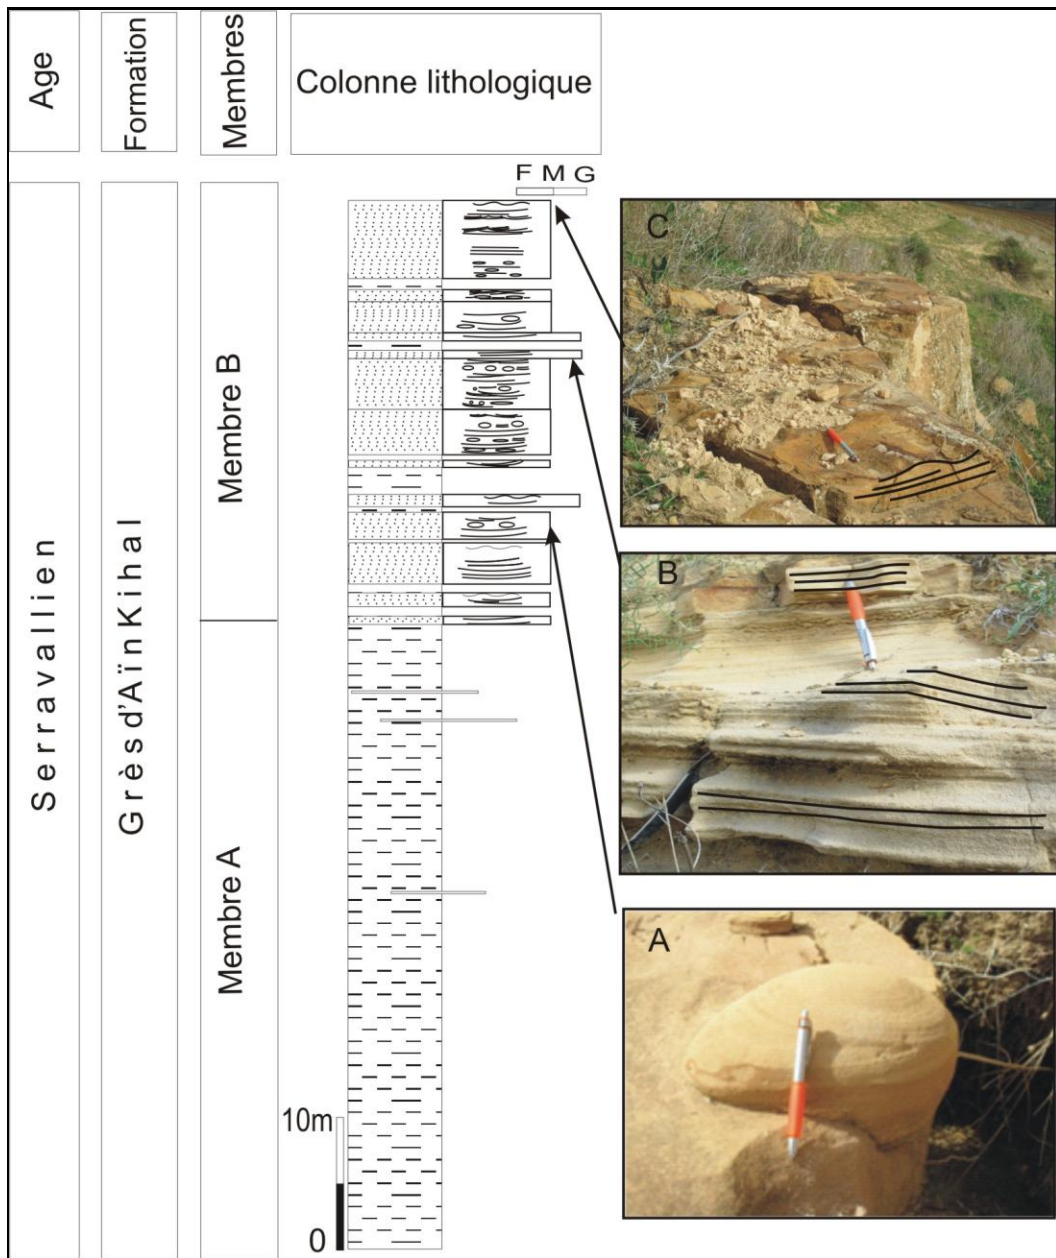 Age
Formation
Membres
Colonne lithologique
F M G
Serravallien
Grès d'Aïn Kihal
Membre B
Membre A
10m
0
C
B
A